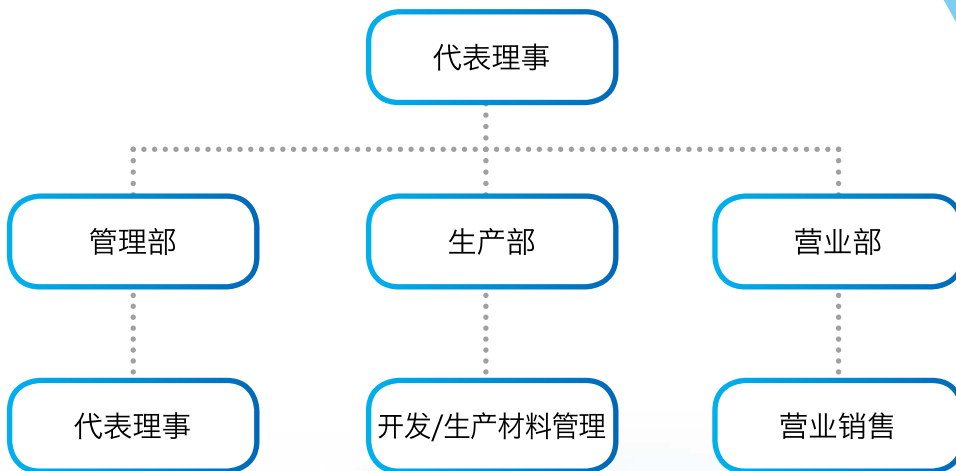 代表理事
管理部
生产部
营业部
代表理事
开发/生产材料管理
营业销售